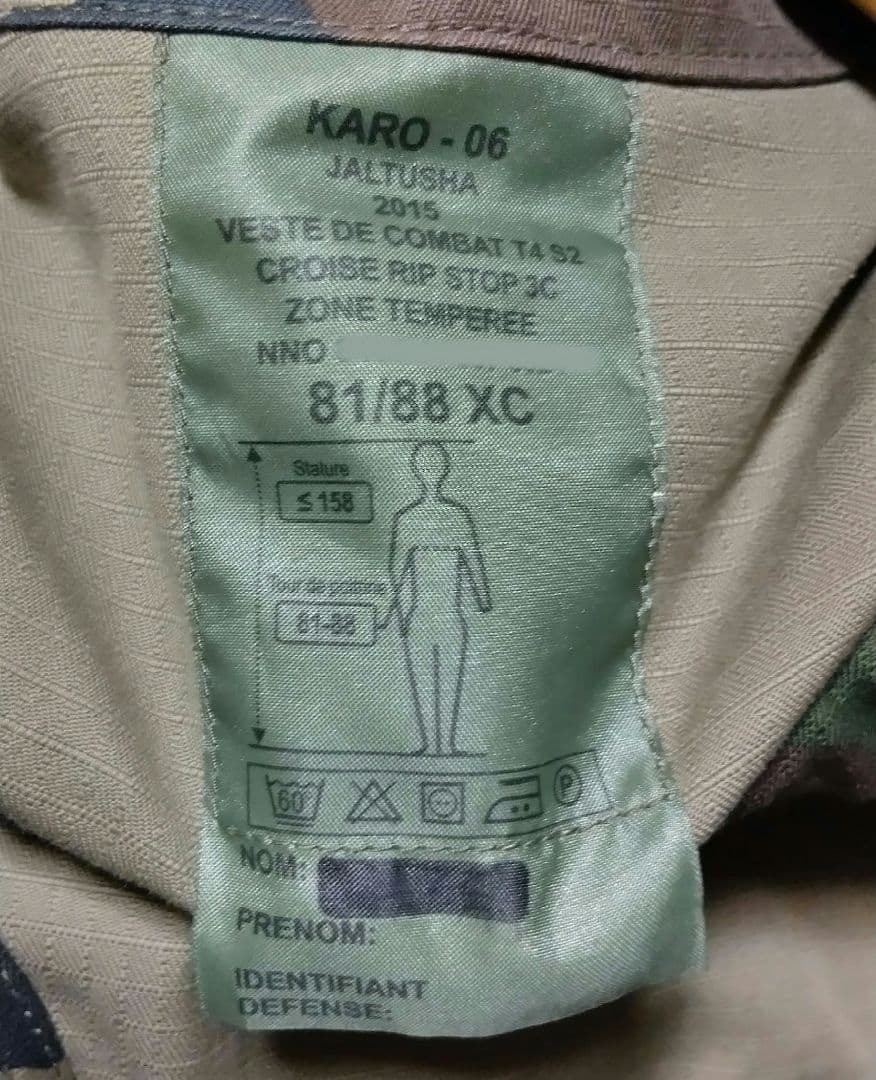 KARO - 06
JALTUSHA
2015
VESTE DE COMBAT T4 S2
CROISE RIP STOP 3C
ZONE TEMPEREE
NNO
81/88 XC
Stature
≤ 158
Tour de poitrine
81-88
60
P
NOM:
PRENOM:
IDENTIFIANT
DEFENSE: